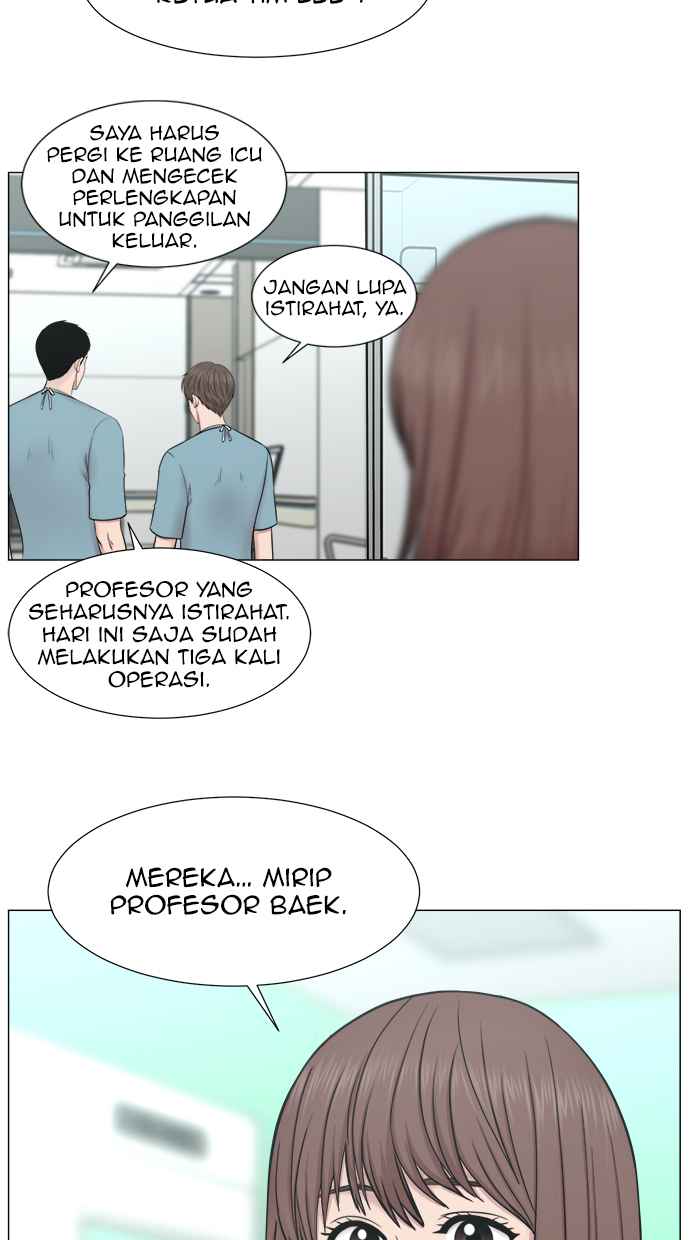 SAYA HARUS
PERGI KE RUANG ICU
DAN MENGECEK
PERLENGKAPAN
UNTUK PANGGILAN
KELUAR.
JANGAN LUPA
ISTIRAHAT, YA.
PROFESOR YANG
SEHARUSNYA ISTIRAHAT.
HARI INI SAJA SUDAH
MELAKUKAN TIGA KALI
OPERASI.
MEREKA... MIRIP
PROFESOR BAEK.